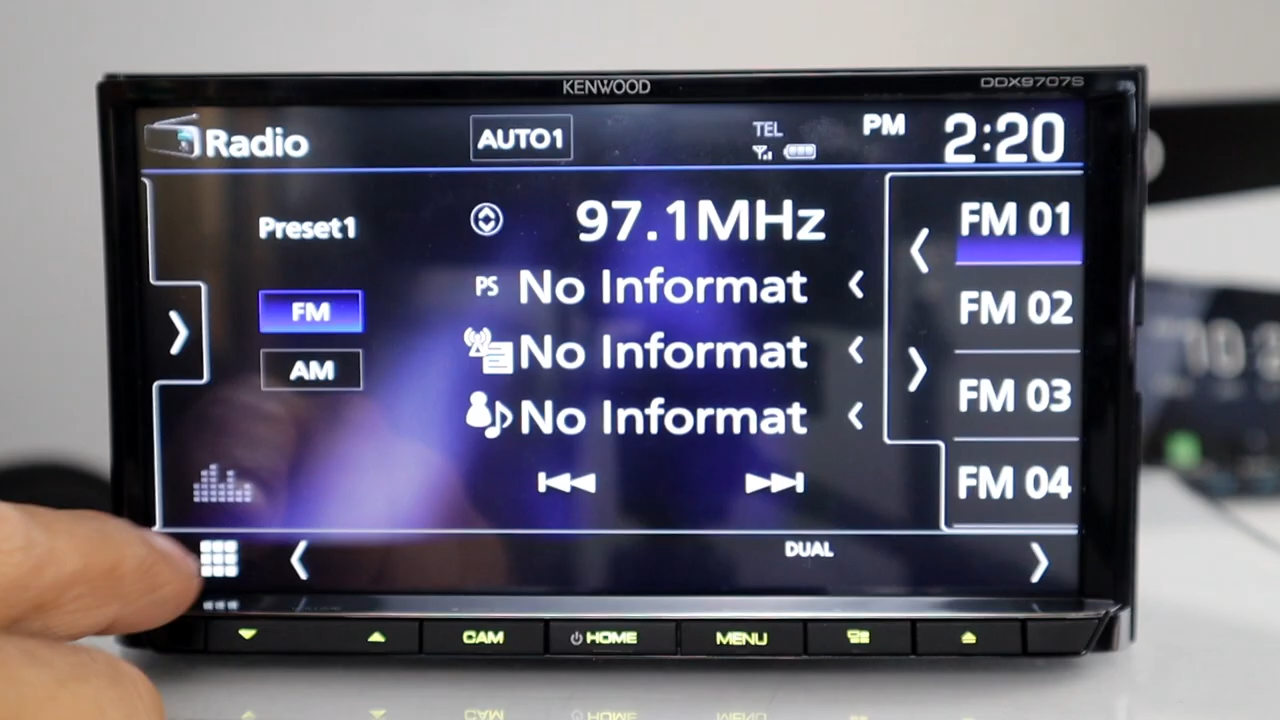 KENWOOD
DDX9707S
Radio
AUTO1
TEL
PM
2:20
Preset1
97.1MHz
FM 01
PS No Informat
FM
FM 02
No Informat
AM
FM 03
No Informat
FM 04
DUAL
CAM
HOME
MENU